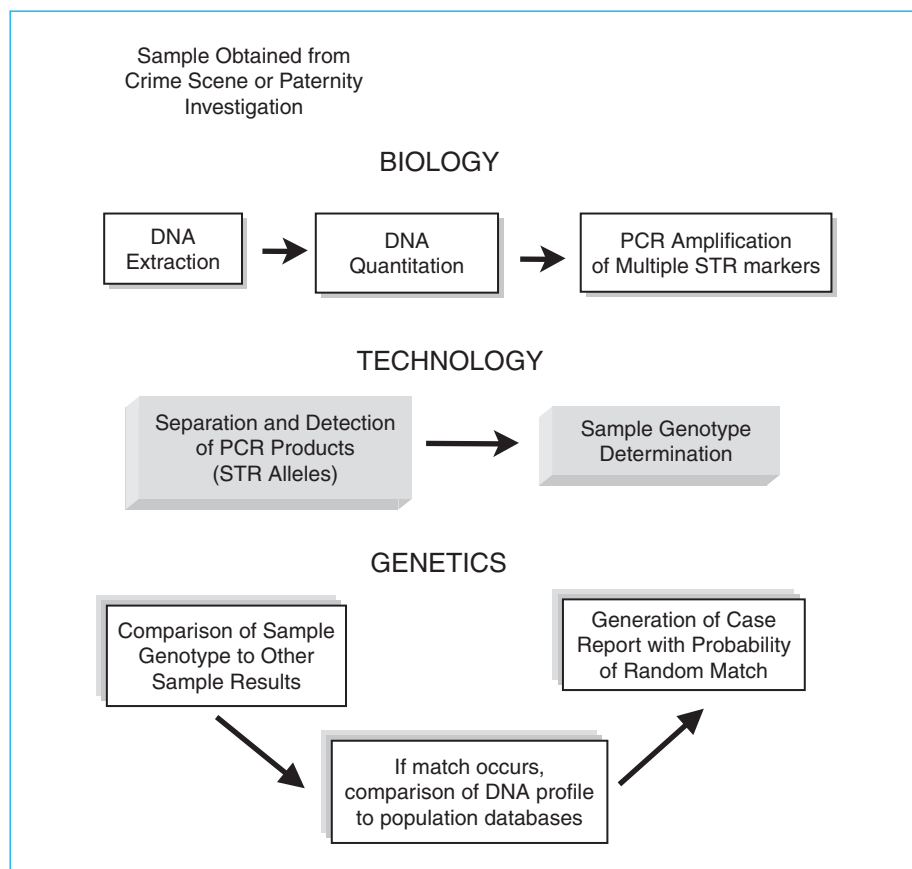 Sample Obtained from
Crime Scene or Paternity
Investigation
BIOLOGY
DNA
Extraction
DNA
Quantitation
PCR Amplification
of Multiple STR markers
TECHNOLOGY
Separation and Detection
of PCR Products
(STR Alleles)
Sample Genotype
Determination
GENETICS
Comparison of Sample
Genotype to Other
Sample Results
If match occurs,
comparison of DNA profile
to population databases
Generation of Case
Report with Probability
of Random Match